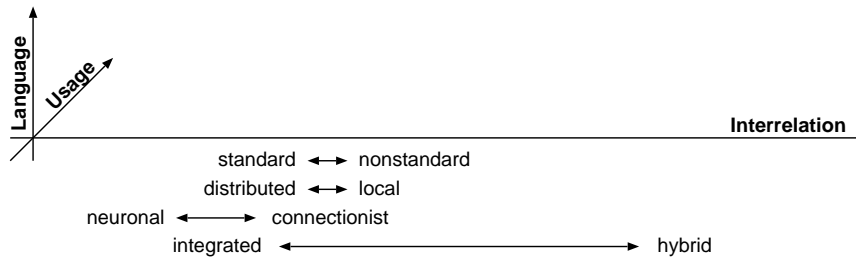 Language
Usage
Interrelation
standard nonstandard
distributed local
neuronal connectionist
integrated hybrid